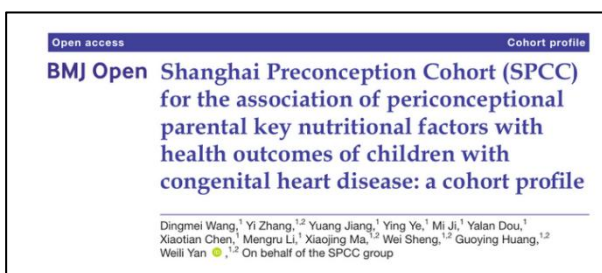 Open access
Cohort profile
BMJ Open
Shanghai Preconception Cohort (SPCC)
for the association of periconceptional
parental key nutritional factors with
health outcomes of children with
congenital heart disease: a cohort profile
Dingmei Wang,¹ Yi Zhang,¹,² Yuang Jiang,¹ Ying Ye,¹ Mi Ji,¹ Yalan Dou,¹
Xiaotian Chen,¹ Mengru Li,¹ Xiaojing Ma,¹,² Wei Sheng,¹,² Guoying Huang,¹,²
Weili Yan ,¹,² On behalf of the SPCC group